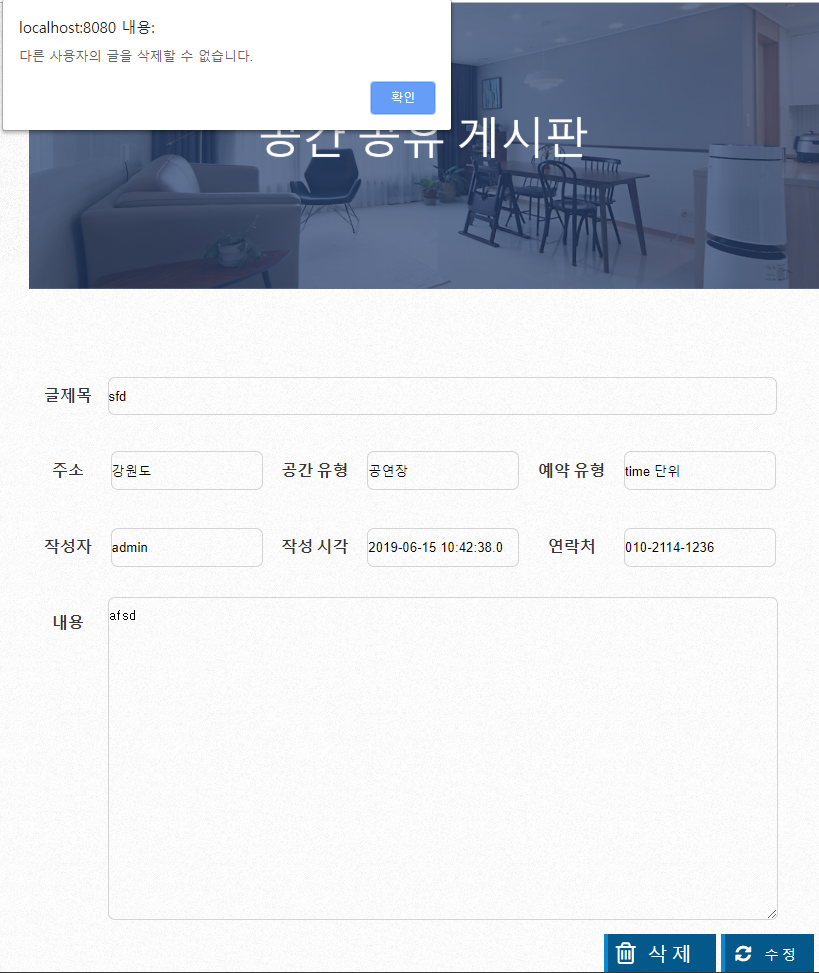 localhost:8080 내용:
다른 사용자의 글을 삭제할 수 없습니다.
확인
공간 공유 게시판
글제목 sfd
주소 강원도 공간 유형 공연장 예약 유형 time 단위
작성자 admin 작성 시각 2019-06-15 10:42:38.0 연락처 010-2114-1236
내용 afsd
삭제 수정